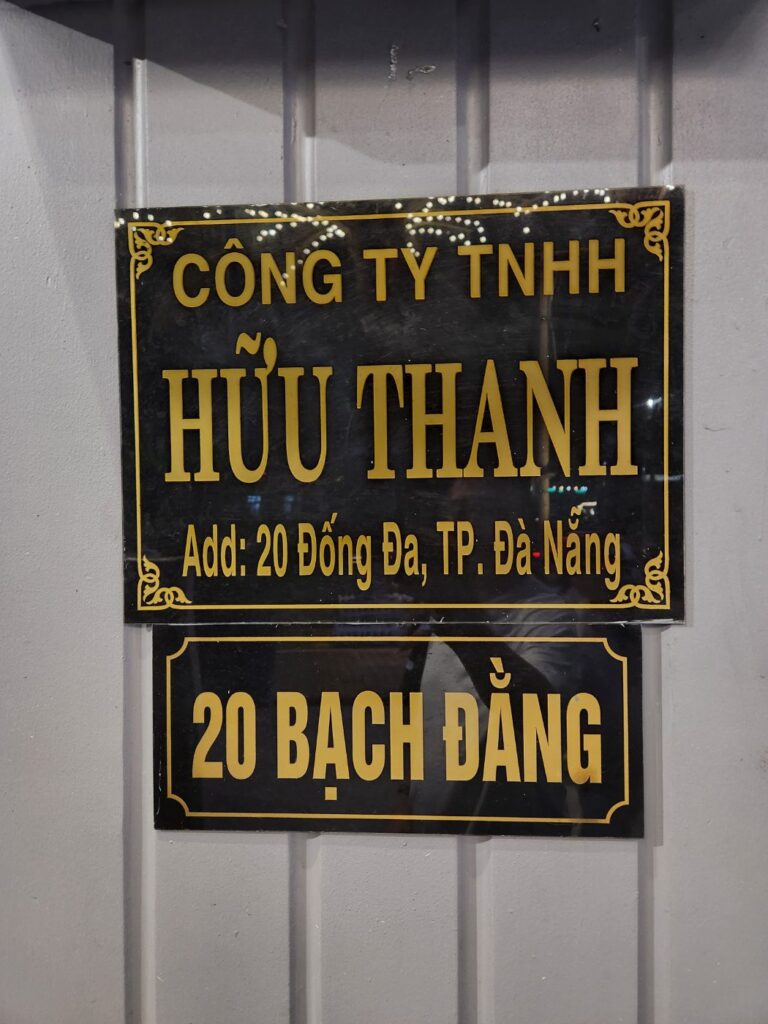 CÔNG TY TNHH
HỮU THANH
Add: 20 Đống Đa, TP. Đà Nẵng
20 BẠCH ĐẰNG